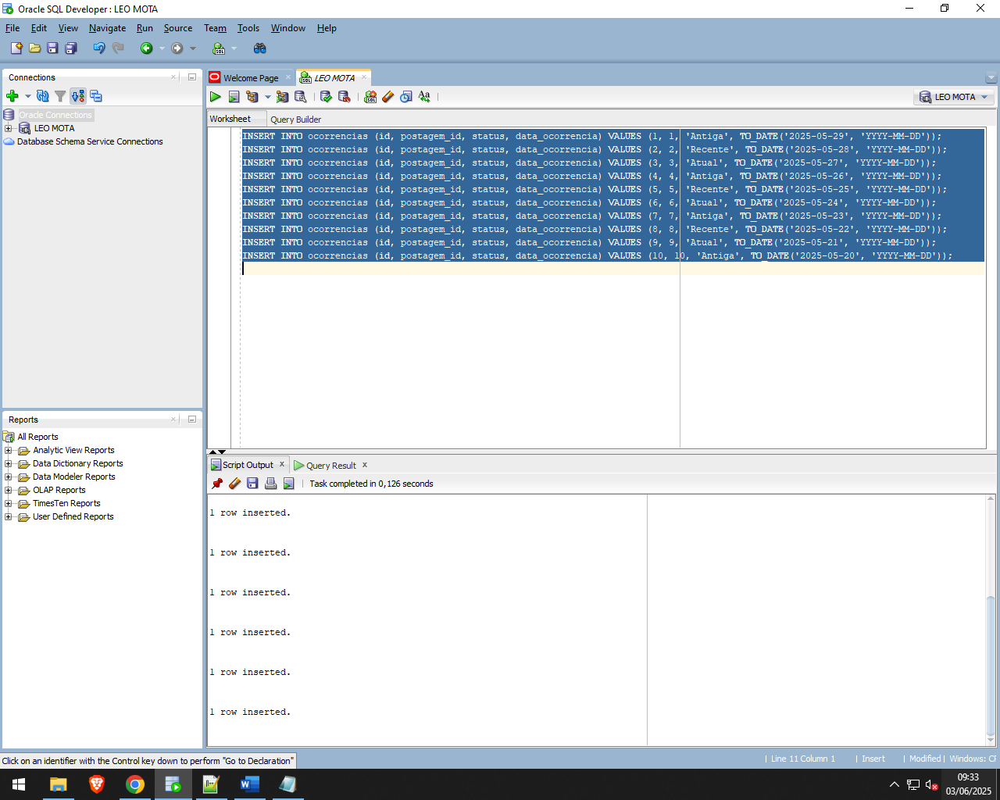 Oracle SQL Developer : LEO MOTA
File Edit View Navigate Run Source Team Tools Window Help
Connections
Oracle Connections
LEO MOTA
Database Schema Service Connections
Reports
All Reports
Analytic View Reports
Data Dictionary Reports
Data Modeler Reports
OLAP Reports
TimesTen Reports
User Defined Reports
Welcome Page
LEO MOTA
LEO MOTA
Worksheet Query Builder
INSERT INTO ocorrencias (id, postagem_id, status, data_ocorrencia) VALUES (1, 1, 'Antiga', TO_DATE('2025-05-29', 'YYYY-MM-DD'));
INSERT INTO ocorrencias (id, postagem_id, status, data_ocorrencia) VALUES (2, 2, 'Recente', TO_DATE('2025-05-28', 'YYYY-MM-DD'));
INSERT INTO ocorrencias (id, postagem_id, status, data_ocorrencia) VALUES (3, 3, 'Atual', TO_DATE('2025-05-27', 'YYYY-MM-DD'));
INSERT INTO ocorrencias (id, postagem_id, status, data_ocorrencia) VALUES (4, 4, 'Antiga', TO_DATE('2025-05-26', 'YYYY-MM-DD'));
INSERT INTO ocorrencias (id, postagem_id, status, data_ocorrencia) VALUES (5, 5, 'Recente', TO_DATE('2025-05-25', 'YYYY-MM-DD'));
INSERT INTO ocorrencias (id, postagem_id, status, data_ocorrencia) VALUES (6, 6, 'Atual', TO_DATE('2025-05-24', 'YYYY-MM-DD'));
INSERT INTO ocorrencias (id, postagem_id, status, data_ocorrencia) VALUES (7, 7, 'Antiga', TO_DATE('2025-05-23', 'YYYY-MM-DD'));
INSERT INTO ocorrencias (id, postagem_id, status, data_ocorrencia) VALUES (8, 8, 'Recente', TO_DATE('2025-05-22', 'YYYY-MM-DD'));
INSERT INTO ocorrencias (id, postagem_id, status, data_ocorrencia) VALUES (9, 9, 'Atual', TO_DATE('2025-05-21', 'YYYY-MM-DD'));
INSERT INTO ocorrencias (id, postagem_id, status, data_ocorrencia) VALUES (10, 10, 'Antiga', TO_DATE('2025-05-20', 'YYYY-MM-DD'));
Script Output x Query Result x
Task completed in 0,126 seconds
1 row inserted.
1 row inserted.
1 row inserted.
1 row inserted.
1 row inserted.
1 row inserted.
Click on an identifier with the Control key down to perform "Go to Declaration"
Line 11 Column 1 | Insert | Modified | Windows: CF
09:33
03/06/2025